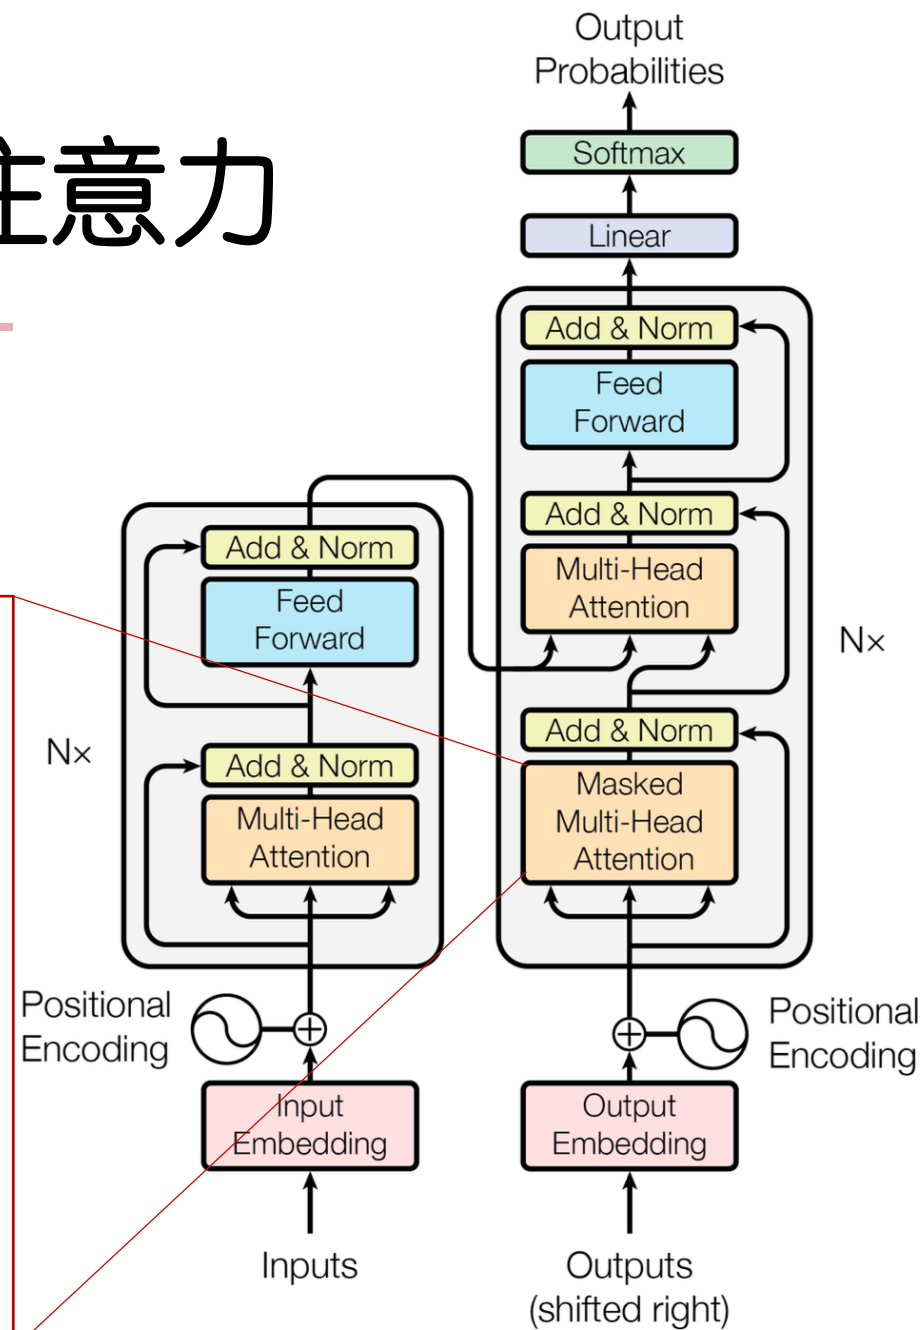 注意力
Output
Probabilities
Softmax
Linear
Add & Norm
Feed
Forward
Add & Norm
Multi-Head
Attention
N×
Add & Norm
Masked
Multi-Head
Attention
Positional
Encoding
Output
Embedding
Outputs
(shifted right)
Add & Norm
Feed
Forward
N×
Add & Norm
Multi-Head
Attention
Positional
Encoding
Input
Embedding
Inputs